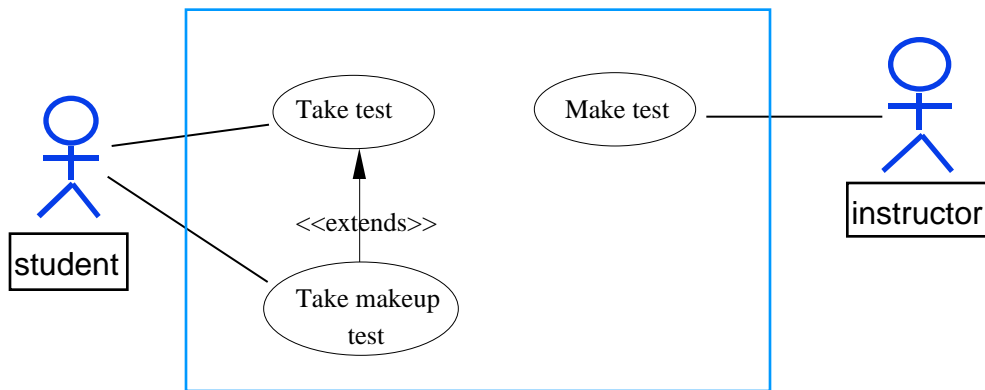 Take test
Make test
<<extends>>
student
instructor
Take makeup
test